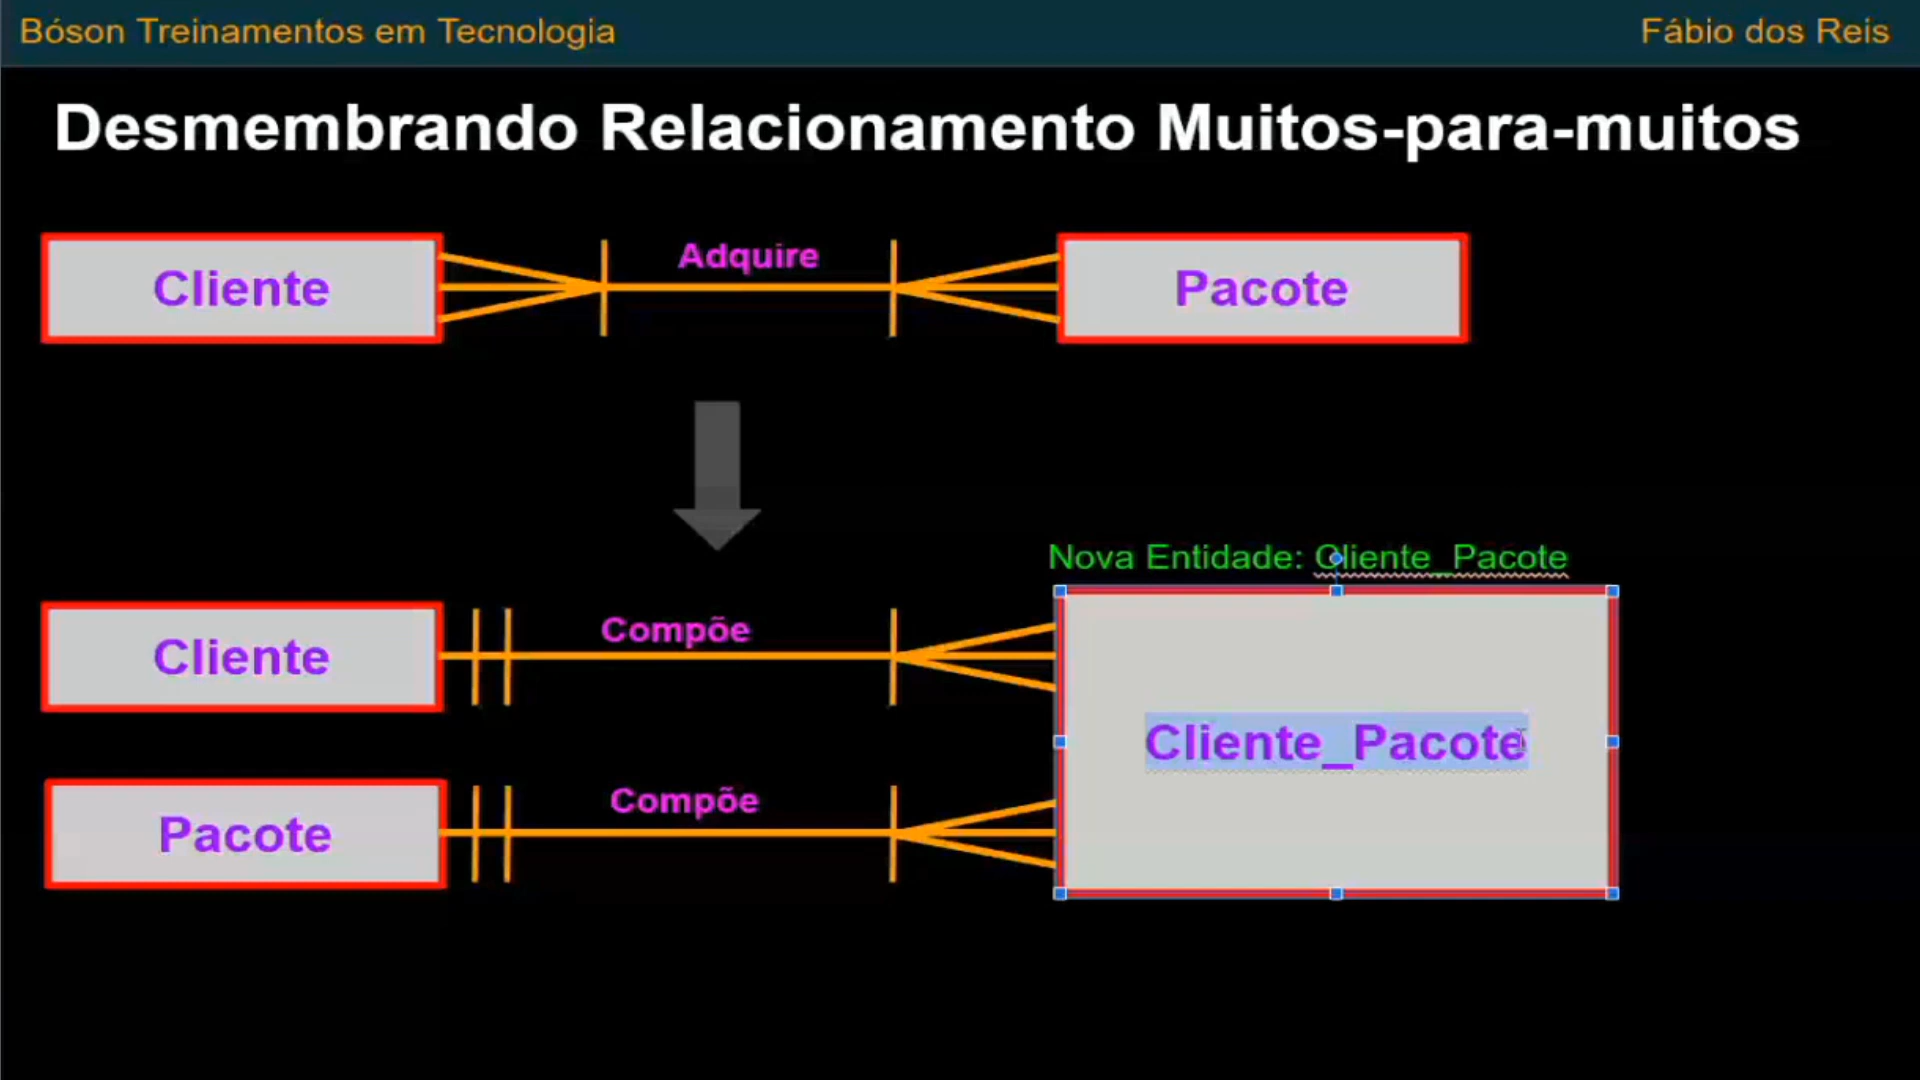 Bóson Treinamentos em Tecnologia
Fábio dos Reis
Desmembrando Relacionamento Muitos-para-muitos
Cliente
Adquire
Pacote
Nova Entidade: Cliente_Pacote
Cliente
Compõe
Cliente_Pacote
Pacote
Compõe